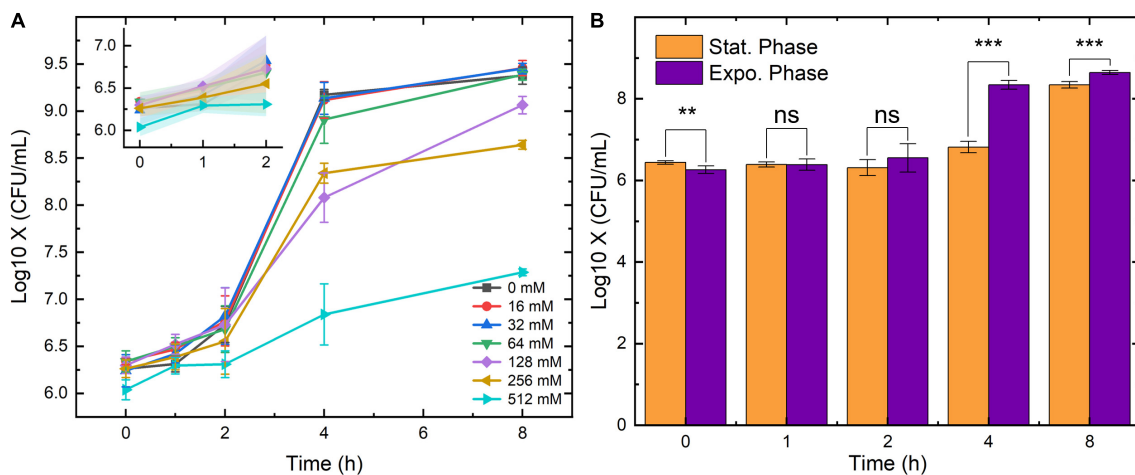 A
Log10 X (CFU/mL)
9.5
9.0
8.5
8.0
7.5
7.0
6.5
6.0
7.0
6.5
6.0
0 1 2
0 mM
16 mM
32 mM
64 mM
128 mM
256 mM
512 mM
0 2 4 6 8
Time (h)
B
Log10 X (CFU/mL)
8
6
4
2
0
Stat. Phase
Expo. Phase
** ns ns *** ***
0 1 2 4 8
Time (h)